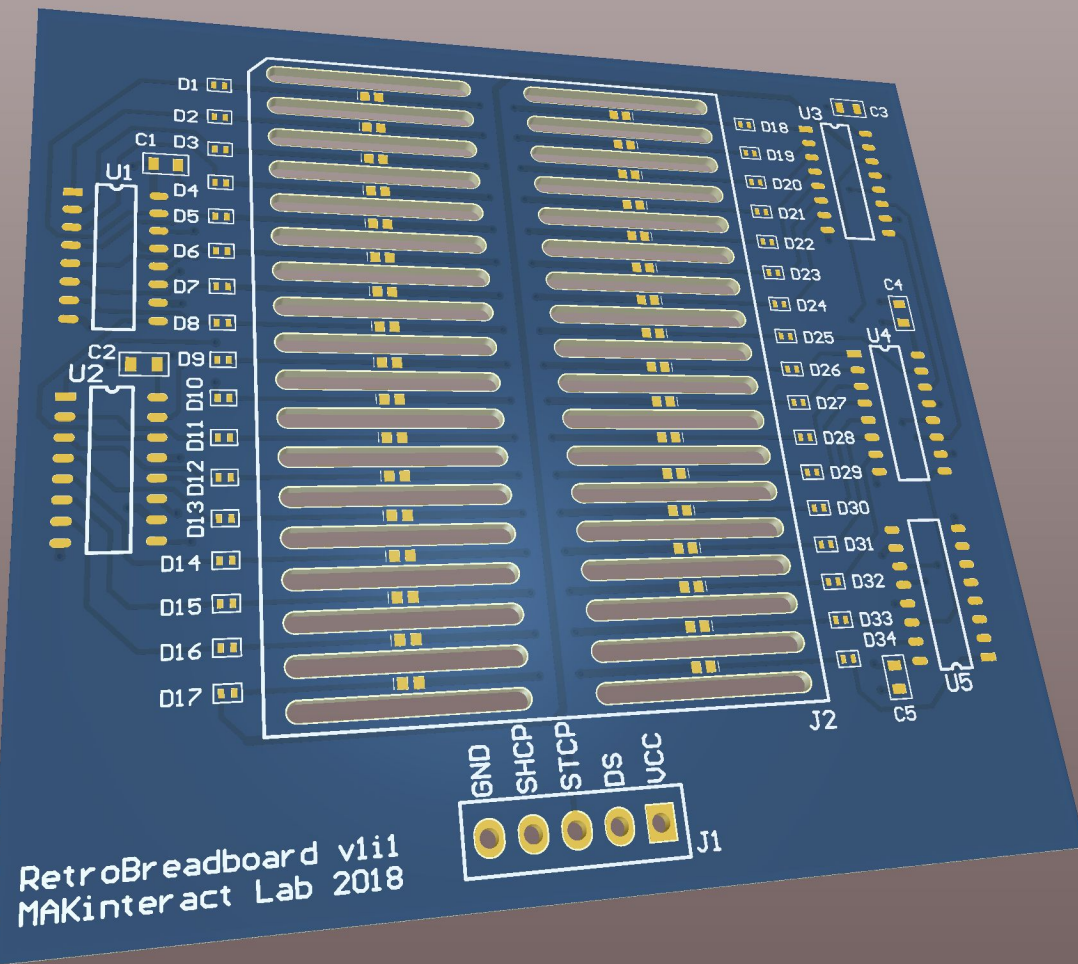 D1
D2
D3
C1
U1
D4
D5
D6
D7
D8
C2
D9
U2
D10
D11
D12
D13
D14
D15
D16
D17
U3
C3
D18
D19
D20
D21
D22
D23
D24
C4
D25
U4
D26
D27
D28
D29
D30
D31
D32
D33
D34
U5
C5
J2
GND
SHCP
STCP
DS
VCC
J1
RetroBreadboard v1i1
MAKinteract Lab 2018